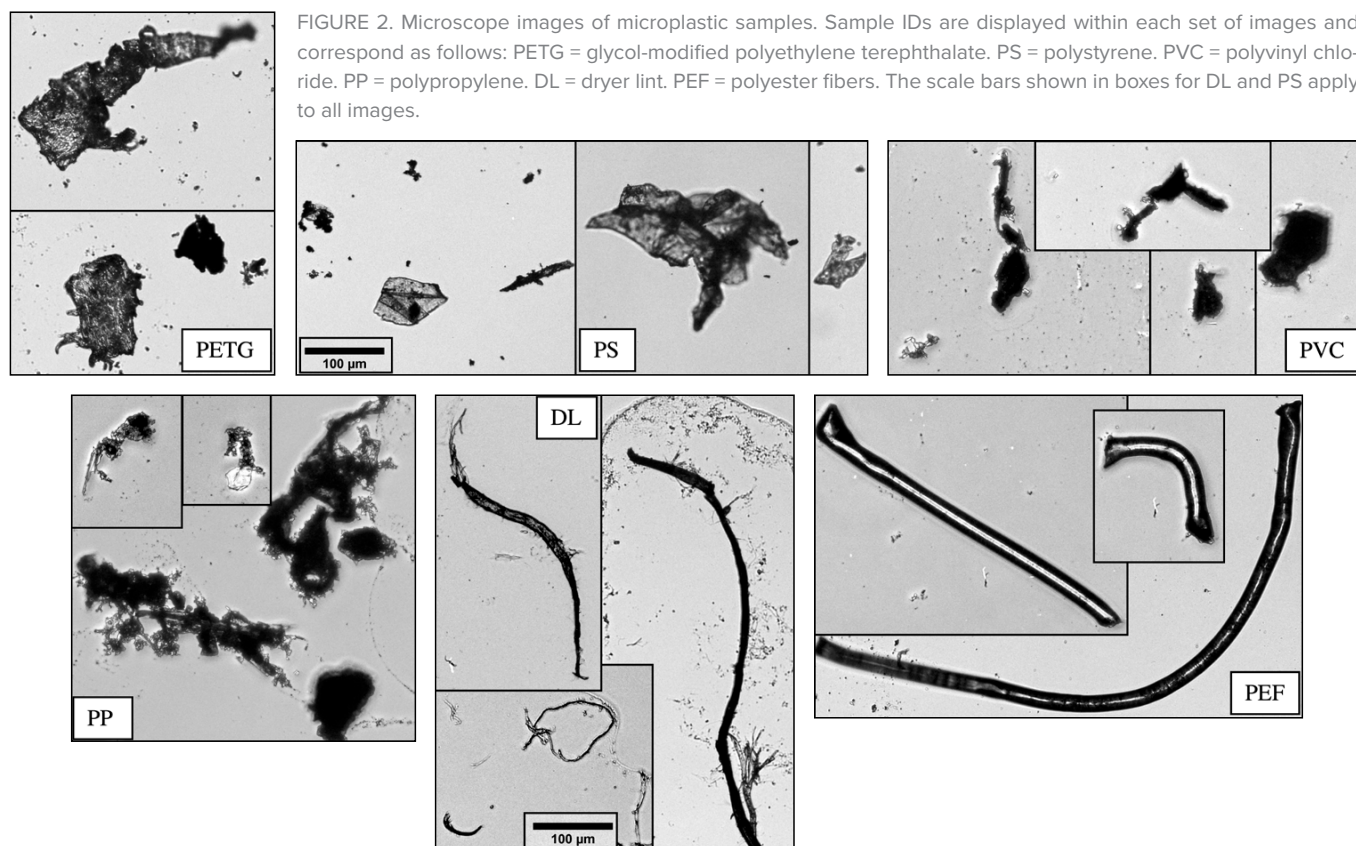 FIGURE 2. Microscope images of microplastic samples. Sample IDs are displayed within each set of images and
correspond as follows: PETG = glycol-modified polyethylene terephthalate. PS = polystyrene. PVC = polyvinyl chlo-
ride. PP = polypropylene. DL = dryer lint. PEF = polyester fibers. The scale bars shown in boxes for DL and PS apply
to all images.
PETG
100 µm
PS
PVC
PP
DL
100 µm
PEF